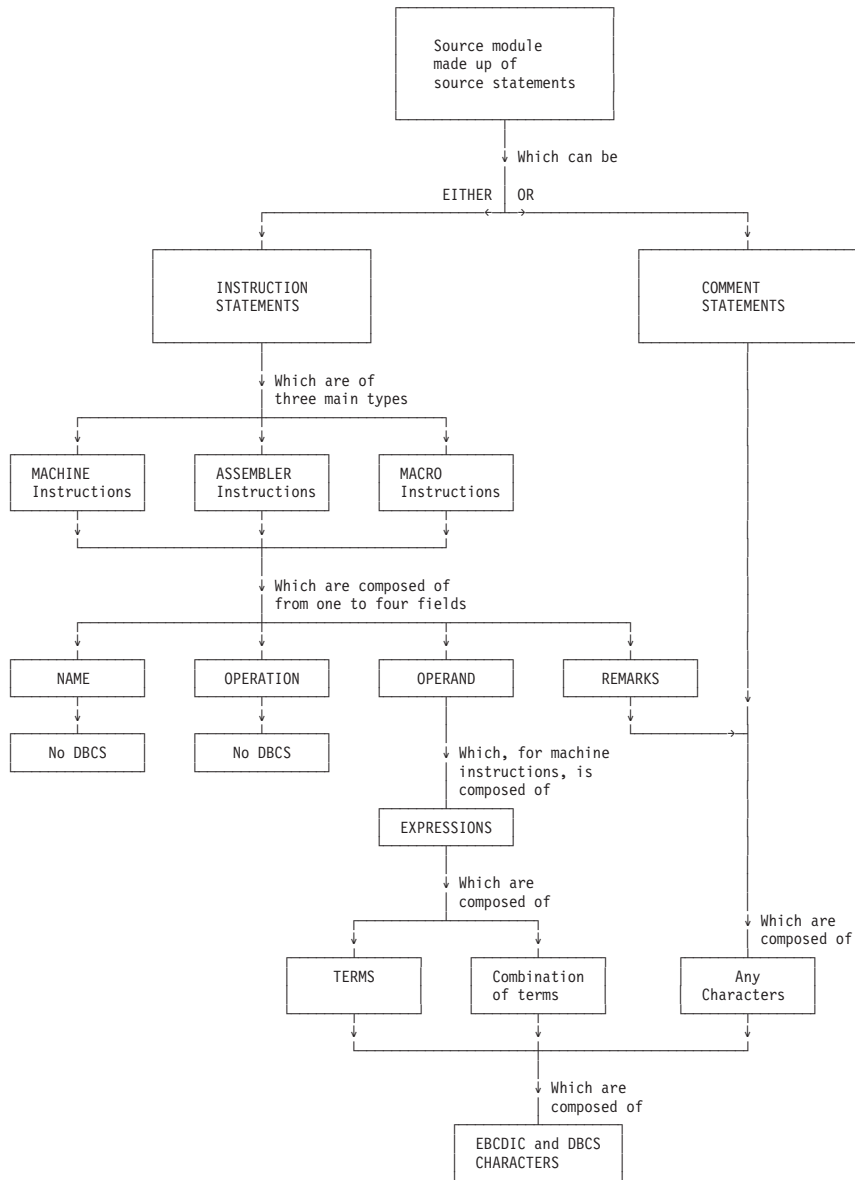 Source module
made up of
source statements
Which can be
EITHER OR
INSTRUCTION
STATEMENTS
COMMENT
STATEMENTS
Which are of
three main types
MACHINE
Instructions
ASSEMBLER
Instructions
MACRO
Instructions
Which are composed of
from one to four fields
NAME
OPERATION
OPERAND
REMARKS
No DBCS
No DBCS
Which, for machine
instructions, is
composed of
EXPRESSIONS
Which are
composed of
Which are
composed of
TERMS
Combination
of terms
Any
Characters
Which are
composed of
EBCDIC and DBCS
CHARACTERS